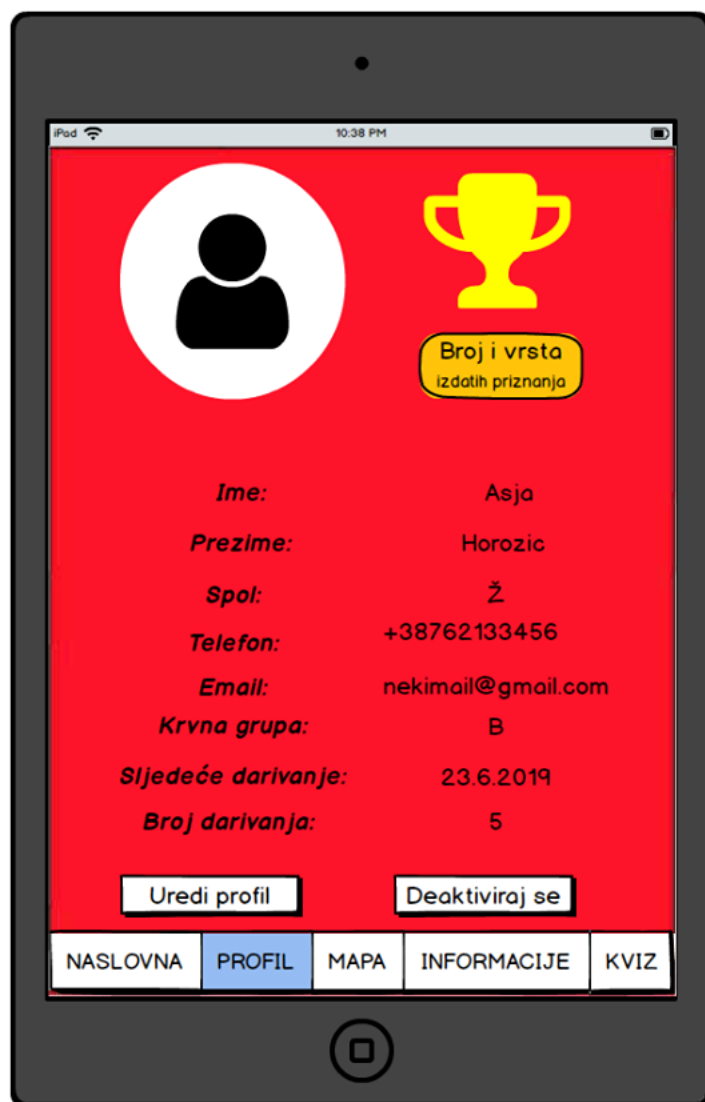 iPod
10:38 PM
Broj i vrsta
izdatih priznanja
Ime: Asja
Prezime: Horozic
Spol: Ž
Telefon: +38762133456
Email: nekimail@gmail.com
Krvna grupa: B
Sljedeće darivanje: 23.6.2019
Broj darivanja: 5
Uredi profil Deaktiviraj se
NASLOVNA PROFIL MAPA INFORMACIJE KVIZ